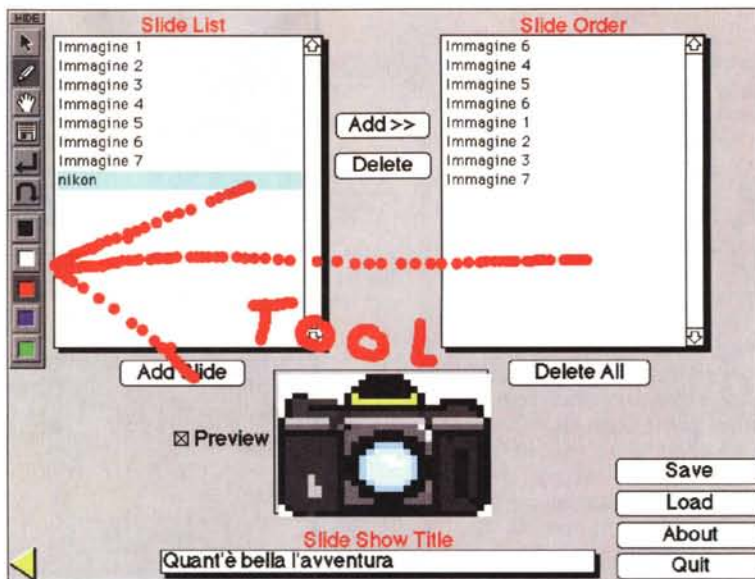 HIDE
Slide List
Immagine 1
Immagine 2
Immagine 3
Immagine 4
Immagine 5
Immagine 6
Immagine 7
nikon
Add >>
Delete
Slide Order
Immagine 6
Immagine 4
Immagine 5
Immagine 6
Immagine 1
Immagine 2
Immagine 3
Immagine 7
TOOL
Add Slide
Delete All
Preview
Save
Load
About
Quit
Slide Show Title
Quant'è bella l'avventura